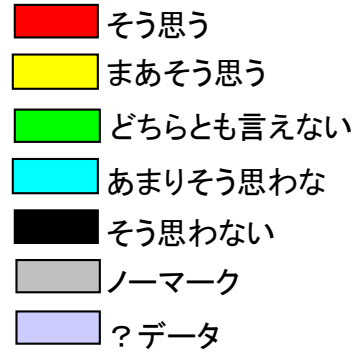 そう思う
まあそう思う
どちらとも言えない
あまりそう思わな
そう思わない
ノーマーク
？データ